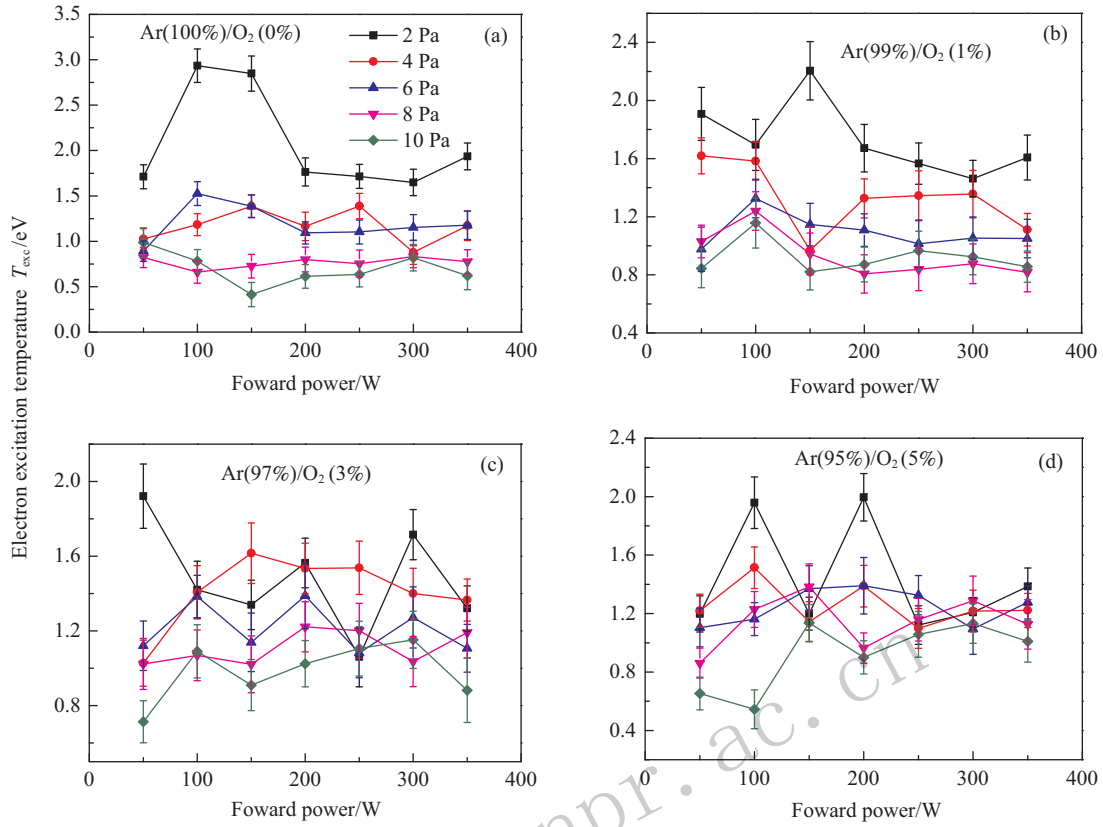 Electron excitation temperature Texc/eV
Ar(100%)/O2 (0%)
(a)
2 Pa
4 Pa
6 Pa
8 Pa
10 Pa
3.5
3.0
2.5
2.0
1.5
1.0
0.5
0.0
0 100 200 300 400
Foward power/W
Ar(99%)/O2 (1%)
(b)
2.4
2.0
1.6
1.2
0.8
0.4
0 100 200 300 400
Foward power/W
Ar(97%)/O2 (3%)
(c)
2.0
1.6
1.2
0.8
0 100 200 300 400
Foward power/W
Ar(95%)/O2 (5%)
(d)
2.4
2.0
1.6
1.2
0.8
0.4
0 100 200 300 400
Foward power/W
npr.ac.cn